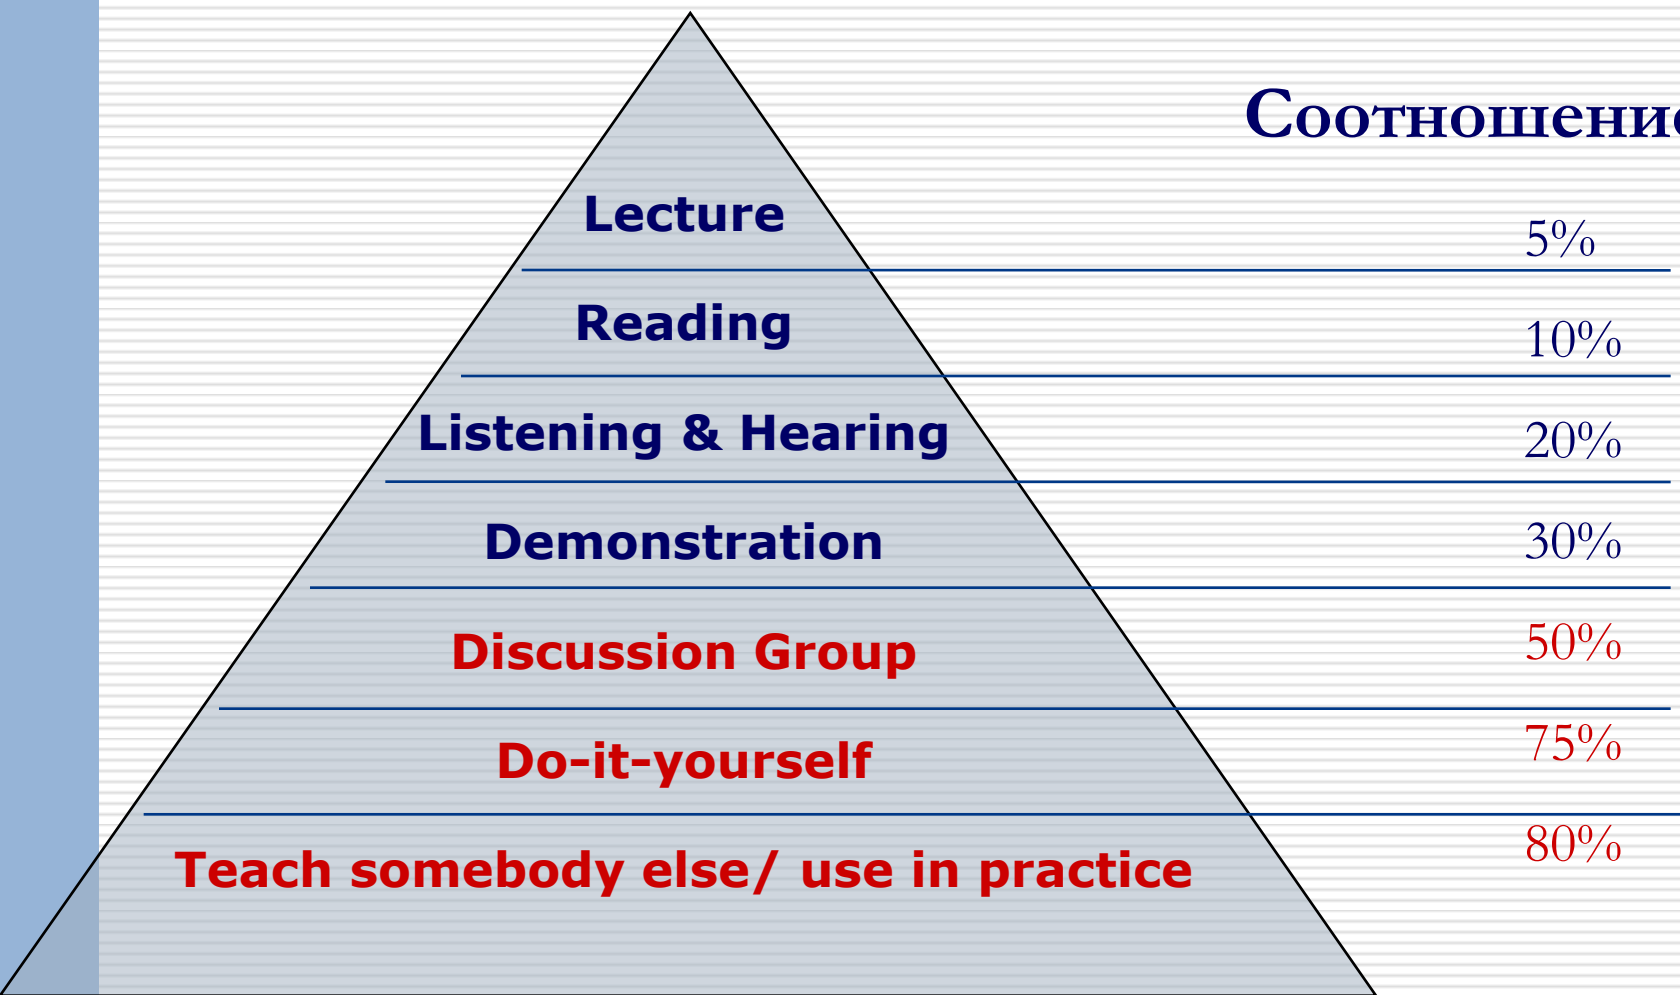 Соотношение
Lecture
5%
Reading
10%
Listening & Hearing
20%
Demonstration
30%
Discussion Group
50%
Do-it-yourself
75%
Teach somebody else/ use in practice
80%